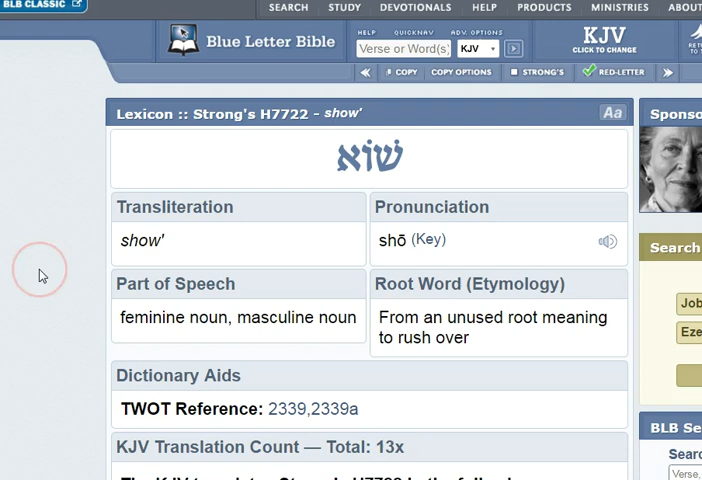 BLB CLASSIC
SEARCH STUDY DEVOTIONALS HELP PRODUCTS MINISTRIES ABOU
Blue Letter Bible
HELP QUICKNAV ADV. OPTIONS
Verse or Word(s) KJV
KJV
CLICK TO CHANGE
COPY COPY OPTIONS STRONG'S RED-LETTER
Lexicon :: Strong's H7722 - show'
Aa
Sponso
שׁוֹא
Transliteration
Pronunciation
show'
shō (Key)
Search
Part of Speech
Root Word (Etymology)
Job
feminine noun, masculine noun
From an unused root meaning
to rush over
Eze
Dictionary Aids
TWOT Reference: 2339,2339a
BLB Se
KJV Translation Count — Total: 13x
Searc
Verse,